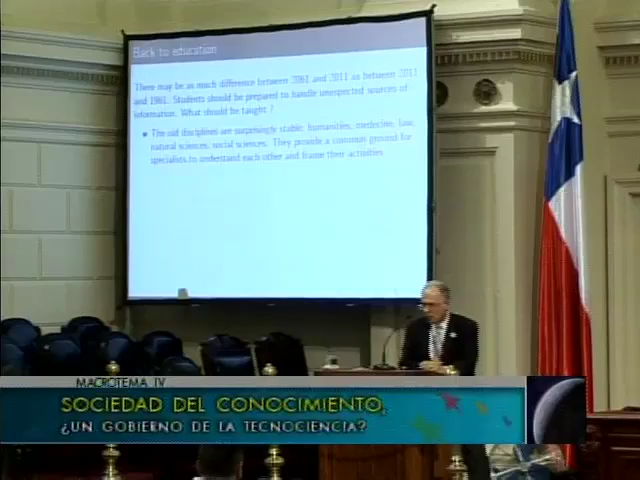 Back to education
There may be as much difference between 2061 and 2011 as between 2011
and 1961. Students should be prepared to handle unexpected sources of
information. What should be taught ?
The old disciplines are surprisingly stable: humanities, medecine, law,
natural sciences, social sciences. They provide a common ground for
specialists to understand each other and frame their activities
MACROTEMA IV
SOCIEDAD DEL CONOCIMIENTO,
¿UN GOBIERNO DE LA TECNOCIENCIA?